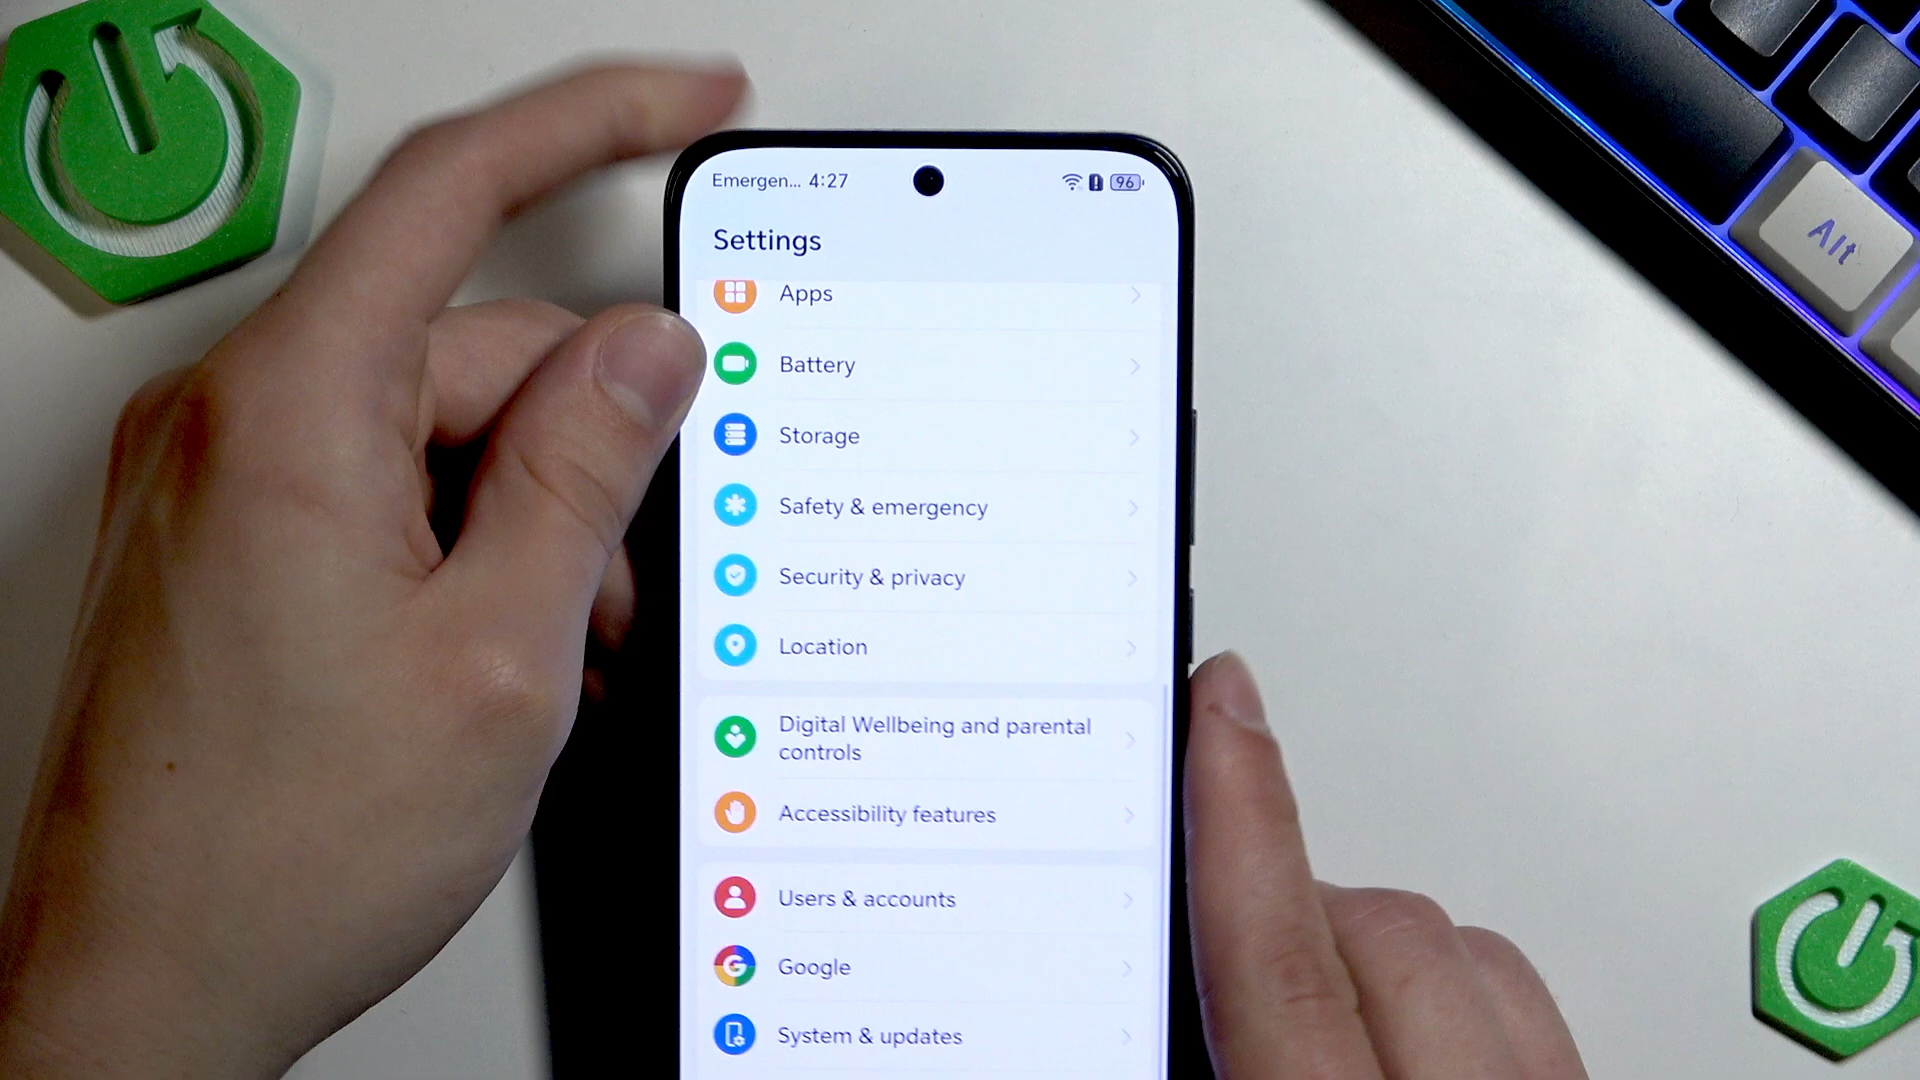 Emergen... 4:27
96
Settings
Apps
Battery
Storage
Safety & emergency
Security & privacy
Location
Digital Wellbeing and parental
controls
Accessibility features
Users & accounts
Google
System & updates
Alt